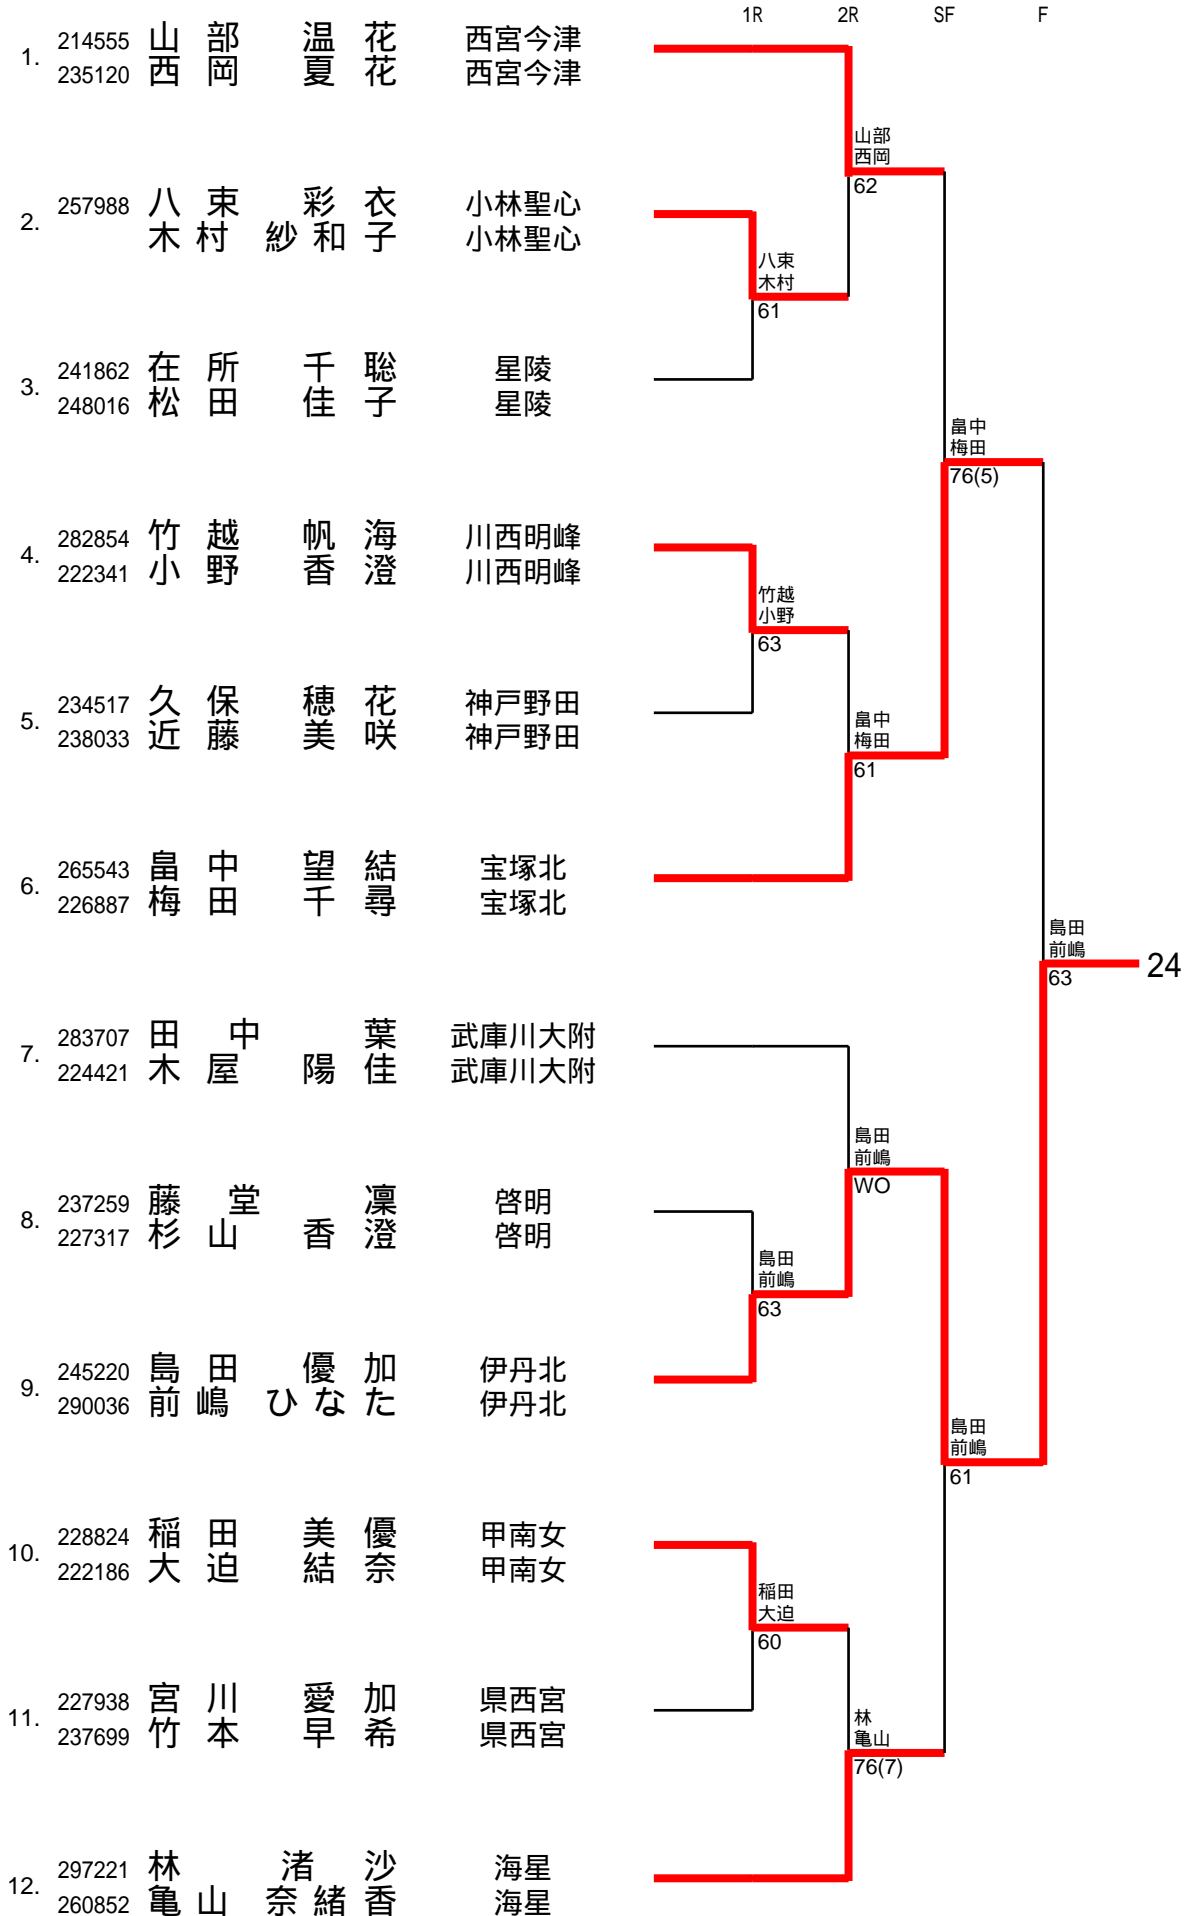 1R 2R SF F
1. 214555 山部 温花 西宮今津
235120 西岡 夏花 西宮今津
山部
西岡
62
2. 257988 八束 彩衣 小林聖心
木村 紗和子 小林聖心
八束
木村
61
3. 241862 在所 千聡 星陵
248016 松田 佳子 星陵
畠中
梅田
76(5)
4. 282854 竹越 帆海 川西明峰
222341 小野 香澄 川西明峰
竹越
小野
63
5. 234517 久保 穂花 神戸野田
238033 近藤 美咲 神戸野田
畠中
梅田
61
6. 265543 畠中 望結 宝塚北
226887 梅田 千尋 宝塚北
島田
前嶋
63
24
7. 283707 田中 葉 武庫川大附
224421 木屋 陽佳 武庫川大附
島田
前嶋
WO
8. 237259 藤堂 凜 啓明
227317 杉山 香澄 啓明
島田
前嶋
63
9. 245220 島田 優加 伊丹北
290036 前嶋 ひなた 伊丹北
島田
前嶋
61
10. 228824 稲田 美優 甲南女
222186 大迫 結奈 甲南女
稲田
大迫
60
11. 227938 宮川 愛加 県西宮
237699 竹本 早希 県西宮
林
亀山
76(7)
12. 297221 林 渚沙 海星
260852 亀山 奈緒香 海星